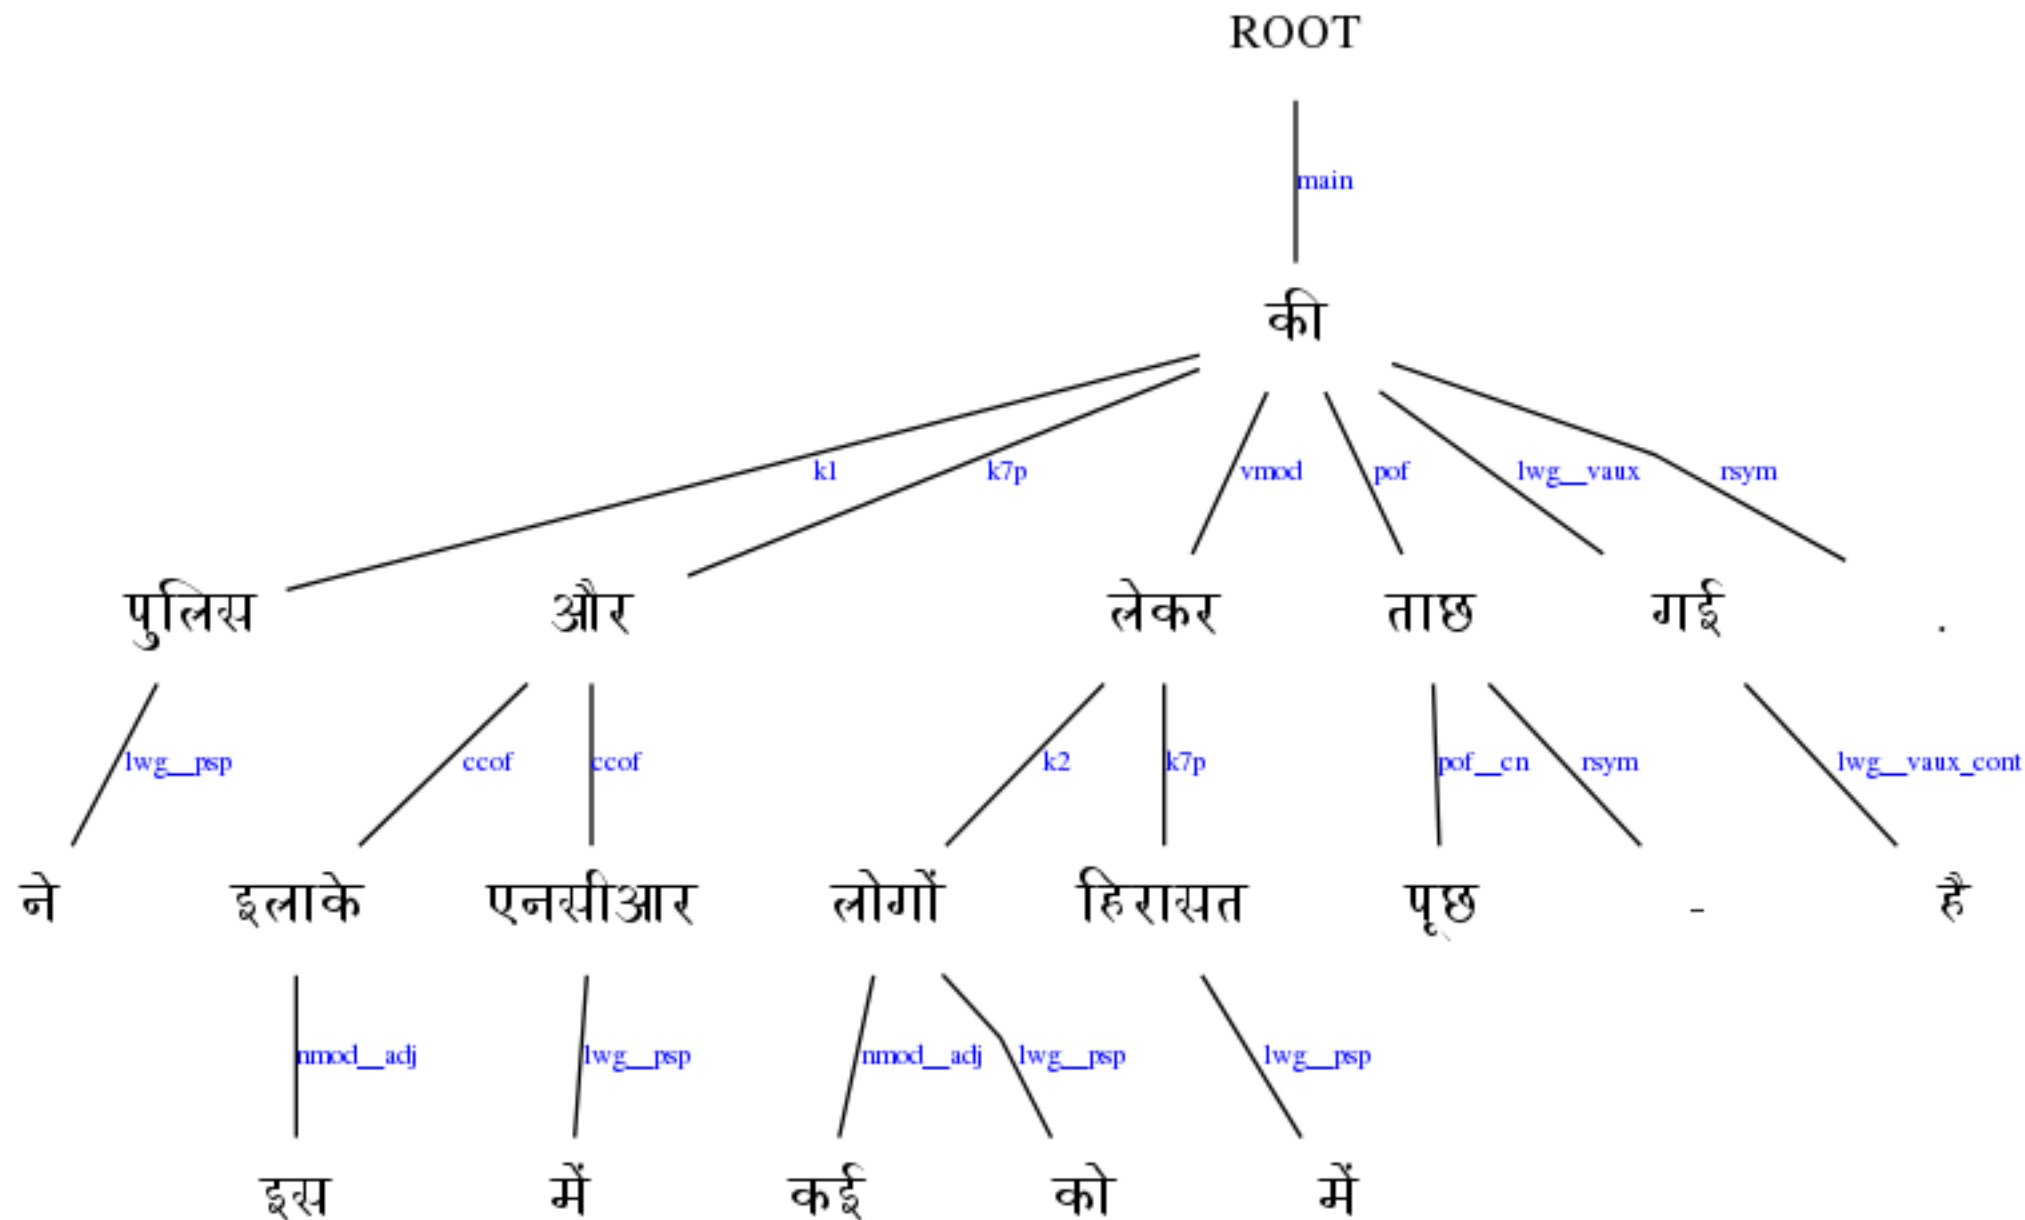 ROOT
main
की
k1 k7p vmod pof lwg__vaux rsym
पुलिस और लेकर ताछ गई .
lwg__psp ccof ccof k2 k7p pof__cn rsym lwg__vaux_cont
ने इलाके एनसीआर लोगों हिरासत पूछ - है
nmod__adj lwg__psp nmod__adj lwg__psp lwg__psp
इस में कई को में